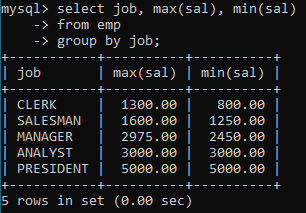 mysql> select job, max(sal), min(sal)
    -> from emp
    -> group by job;
+-----------+----------+----------+
| job       | max(sal) | min(sal) |
+-----------+----------+----------+
| CLERK     |  1300.00 |   800.00 |
| SALESMAN  |  1600.00 |  1250.00 |
| MANAGER   |  2975.00 |  2450.00 |
| ANALYST   |  3000.00 |  3000.00 |
| PRESIDENT |  5000.00 |  5000.00 |
+-----------+----------+----------+
5 rows in set (0.00 sec)